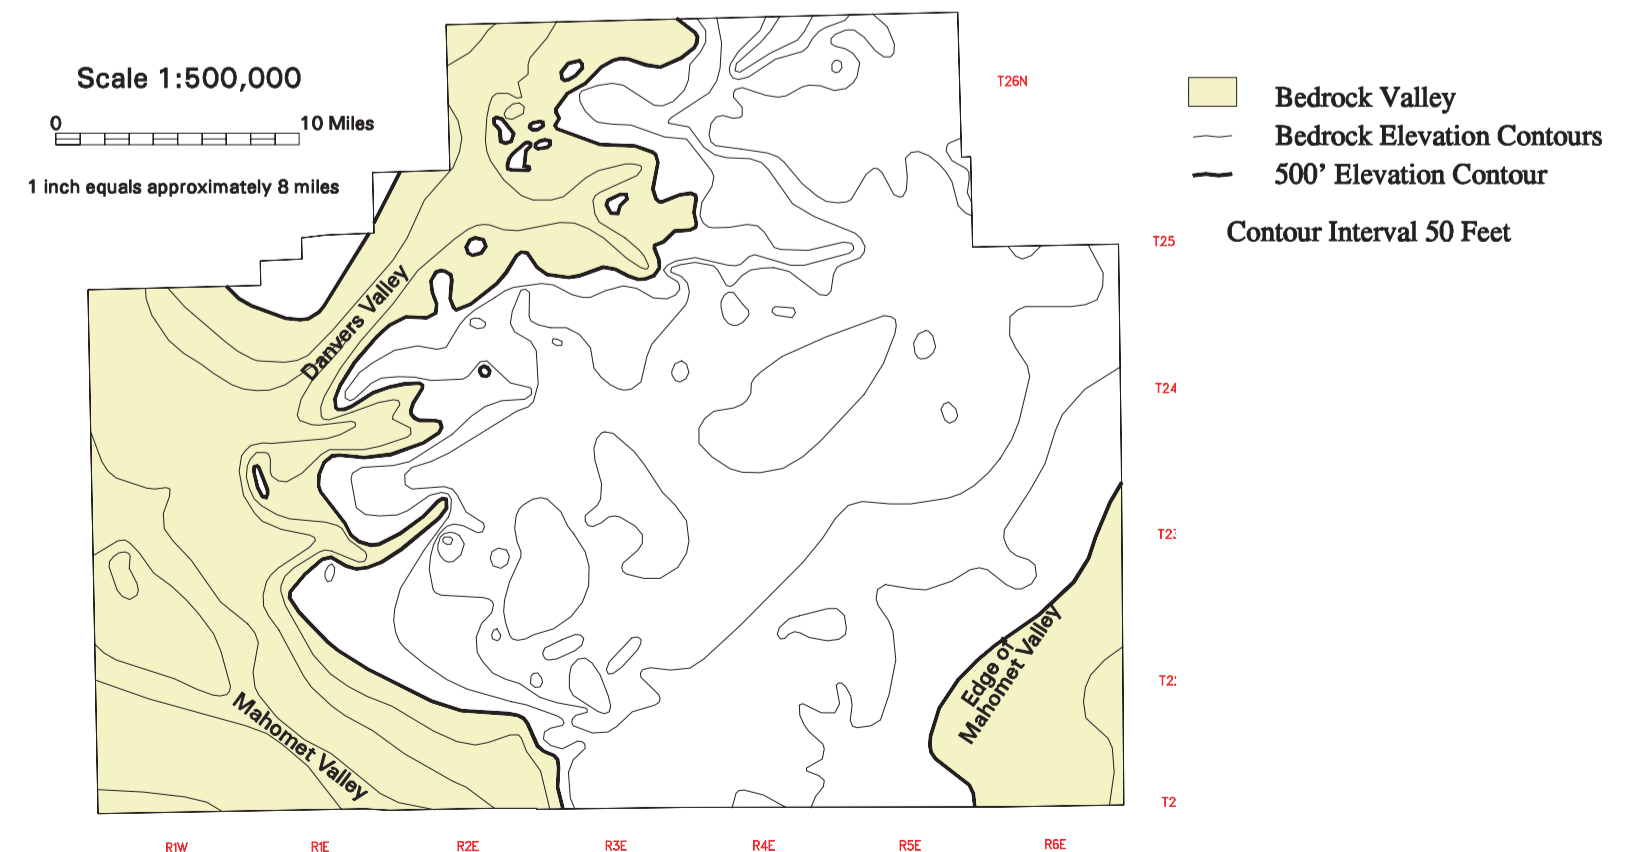 Scale 1:500,000
0 10 Miles
1 inch equals approximately 8 miles
Bedrock Valley
Bedrock Elevation Contours
500’ Elevation Contour
Contour Interval 50 Feet
T26N
T25
T24
T23
T22
T2
Danvers Valley
Mahomet Valley
Edge of
Mahomet Valley
R1W R1E R2E R3E R4E R5E R6E